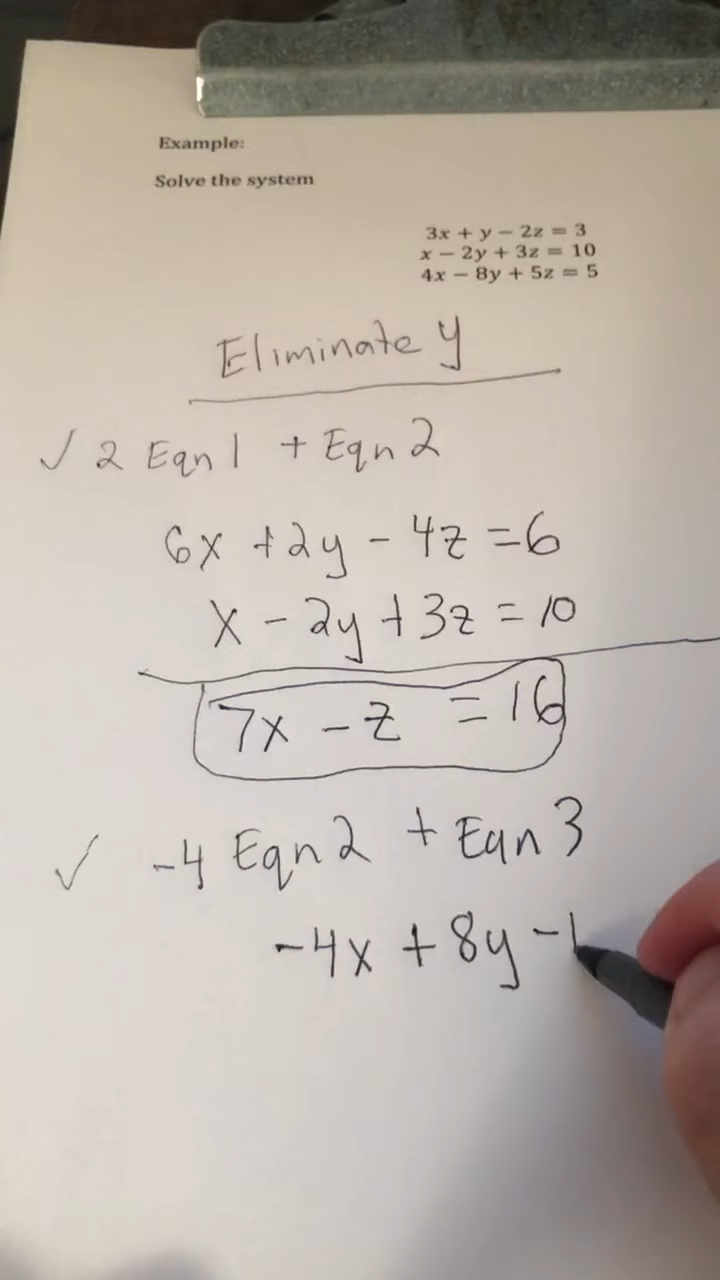 Example:
Solve the system
3x + y − 2z = 3
x − 2y + 3z = 10
4x − 8y + 5z = 5
Eliminate y
✓ 2 Eqn 1 + Eqn 2
6x + 2y − 4z = 6
x − 2y + 3z = 10
7x − z = 16
✓ -4 Eqn 2 + Eqn 3
-4x + 8y − 1